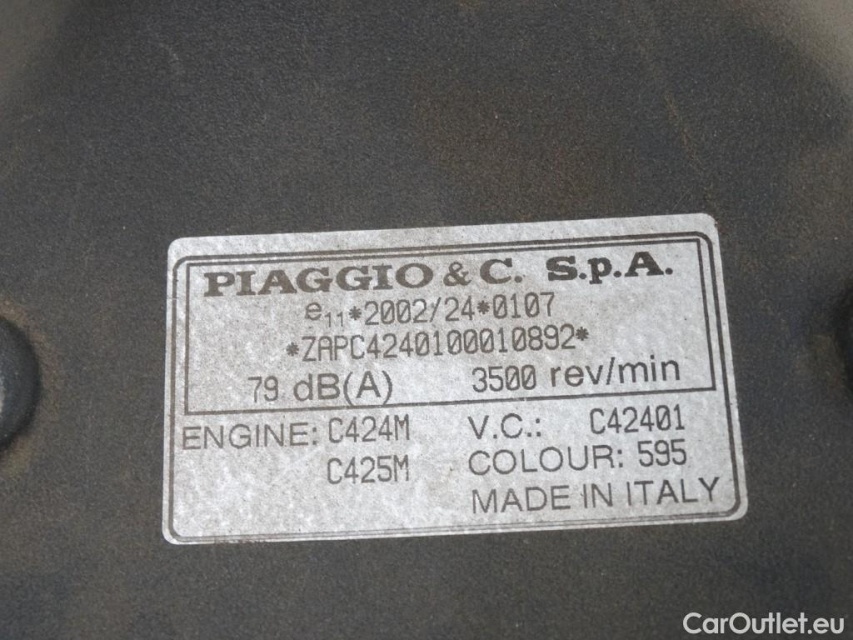 PIAGGIO & C. S.p.A.
e11*2002/24*0107
*ZAPC4240100010892*
79 dB(A) 3500 rev/min
ENGINE: C424M V.C.: C42401
C425M COLOUR: 595
MADE IN ITALY
CarOutlet.eu